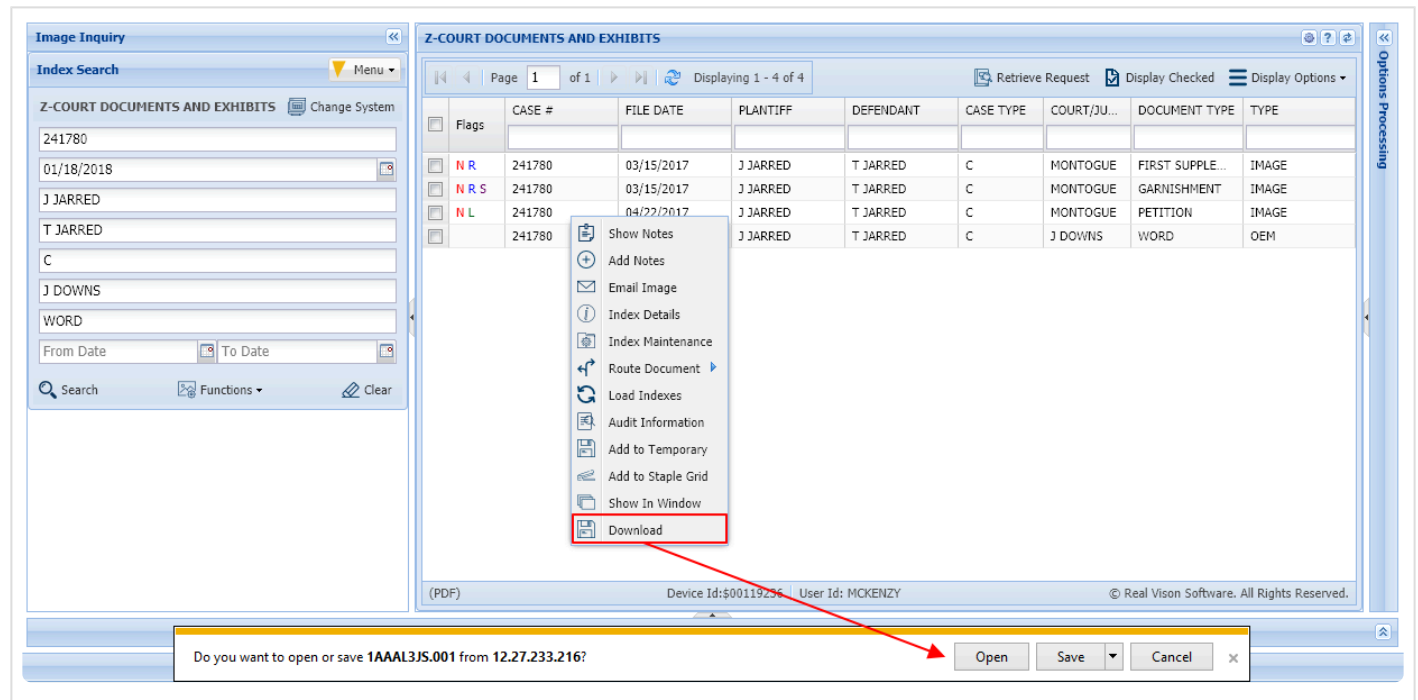 Image Inquiry
Index Search Menu
Z-COURT DOCUMENTS AND EXHIBITS Change System
241780
01/18/2018
J JARRED
T JARRED
C
J DOWNS
WORD
From Date To Date
Search Functions Clear
Z-COURT DOCUMENTS AND EXHIBITS
Page 1 of 1 Displaying 1 - 4 of 4 Retrieve Request Display Checked Display Options
Flags CASE # FILE DATE PLANTIFF DEFENDANT CASE TYPE COURT/JU... DOCUMENT TYPE TYPE
N R 241780 03/15/2017 J JARRED T JARRED C MONTOGUE FIRST SUPPLE... IMAGE
N R S 241780 03/15/2017 J JARRED T JARRED C MONTOGUE GARNISHMENT IMAGE
N L 241780 04/22/2017 J JARRED T JARRED C MONTOGUE PETITION IMAGE
241780 J JARRED T JARRED C J DOWNS WORD OEM
Show Notes
Add Notes
Email Image
Index Details
Index Maintenance
Route Document
Load Indexes
Audit Information
Add to Temporary
Add to Staple Grid
Show In Window
Download
(PDF) Device Id:$00119236 User Id: MCKENZY © Real Vison Software. All Rights Reserved.
Options Processing
Do you want to open or save 1AAAL3JS.001 from 12.27.233.216? Open Save Cancel